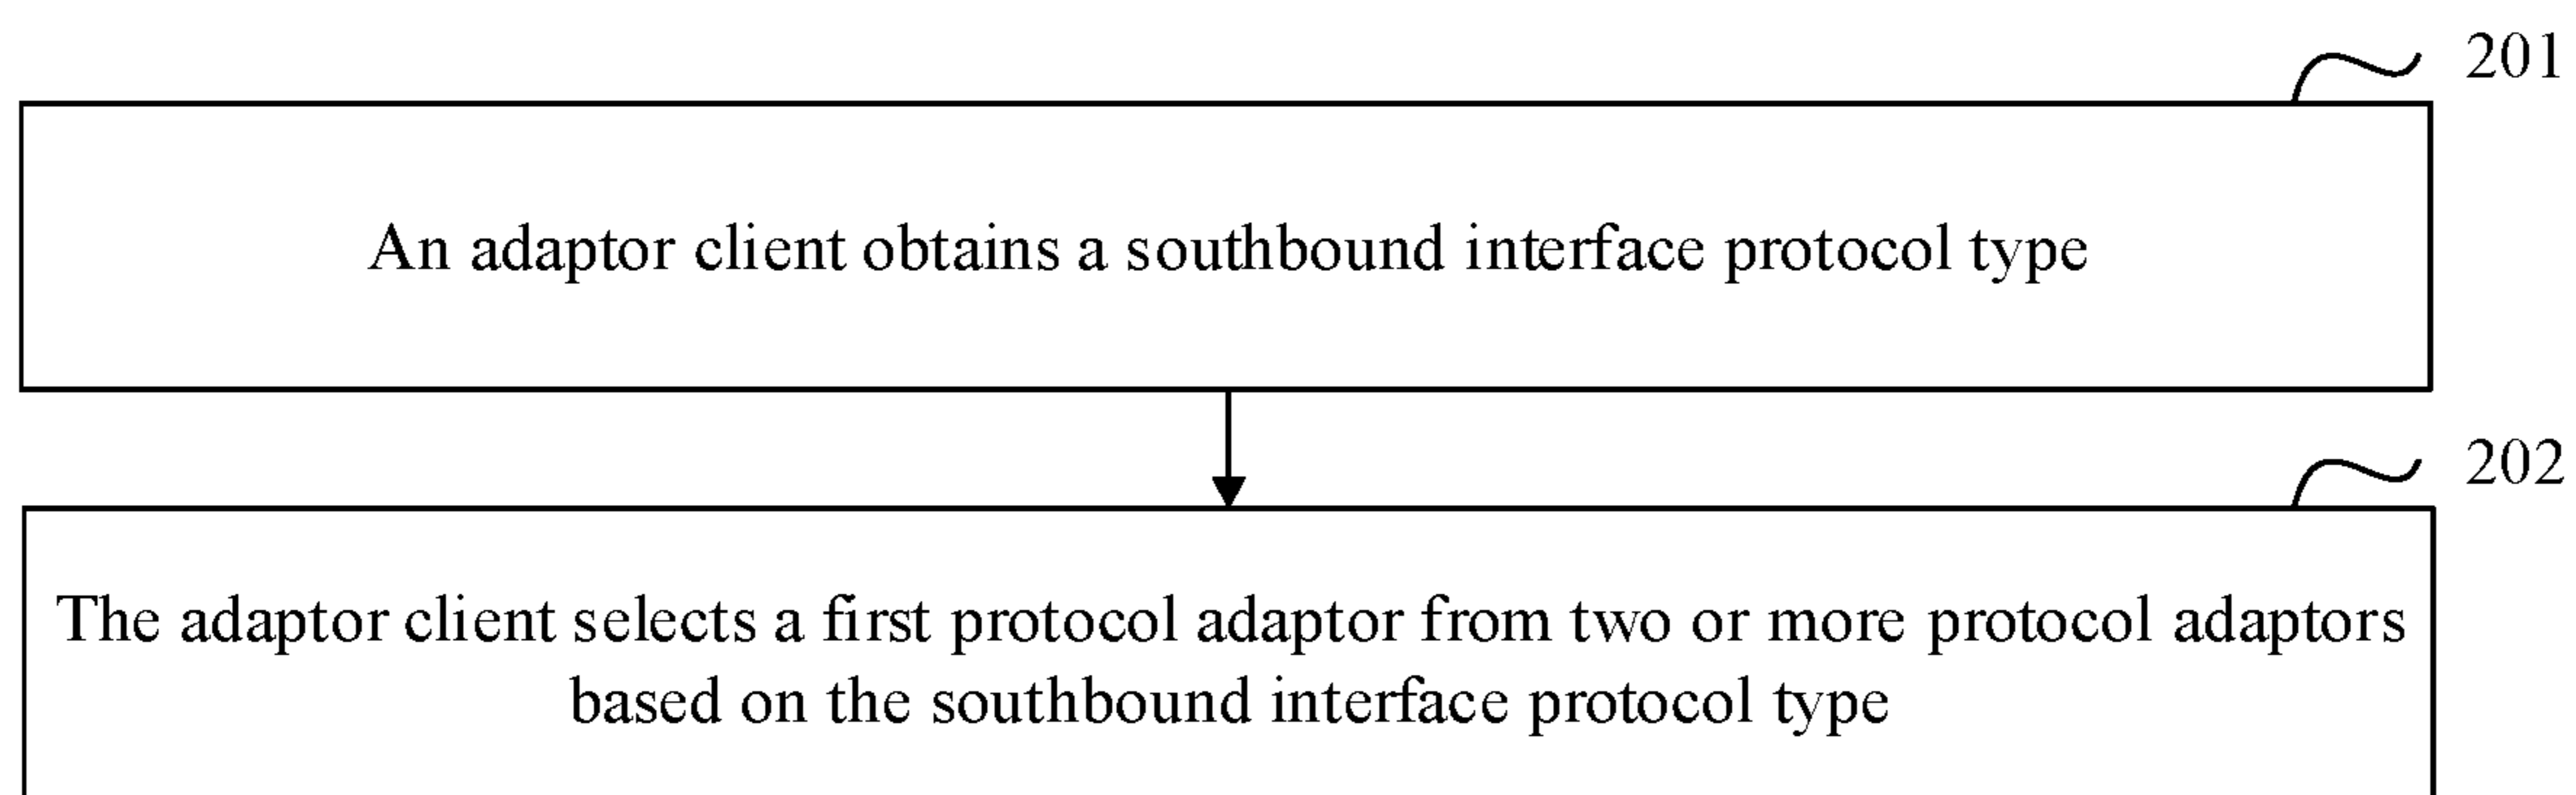 201
An adaptor client obtains a southbound interface protocol type
202
The adaptor client selects a first protocol adaptor from two or more protocol adaptors
based on the southbound interface protocol type